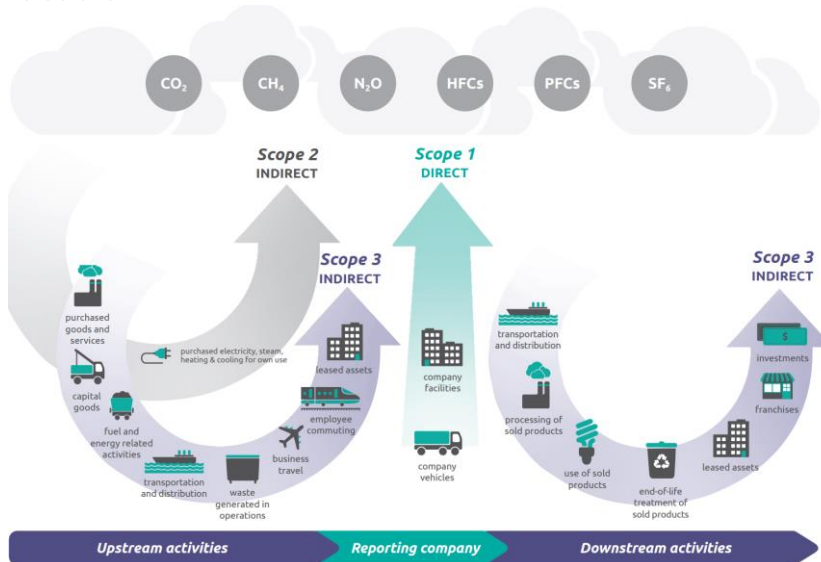 CO₂
CH₄
N₂O
HFCs
PFCs
SF₆
Scope 2
INDIRECT
Scope 1
DIRECT
Scope 3
INDIRECT
Scope 3
INDIRECT
purchased
goods and
services
capital
goods
fuel and
energy related
activities
purchased electricity, steam,
heating & cooling for own use
transportation
and distribution
waste
generated in
operations
business
travel
employee
commuting
leased assets
company
facilities
company
vehicles
transportation
and distribution
processing of
sold products
use of sold
products
end-of-life
treatment of
sold products
leased assets
franchises
$
investments
Upstream activities
Reporting company
Downstream activities